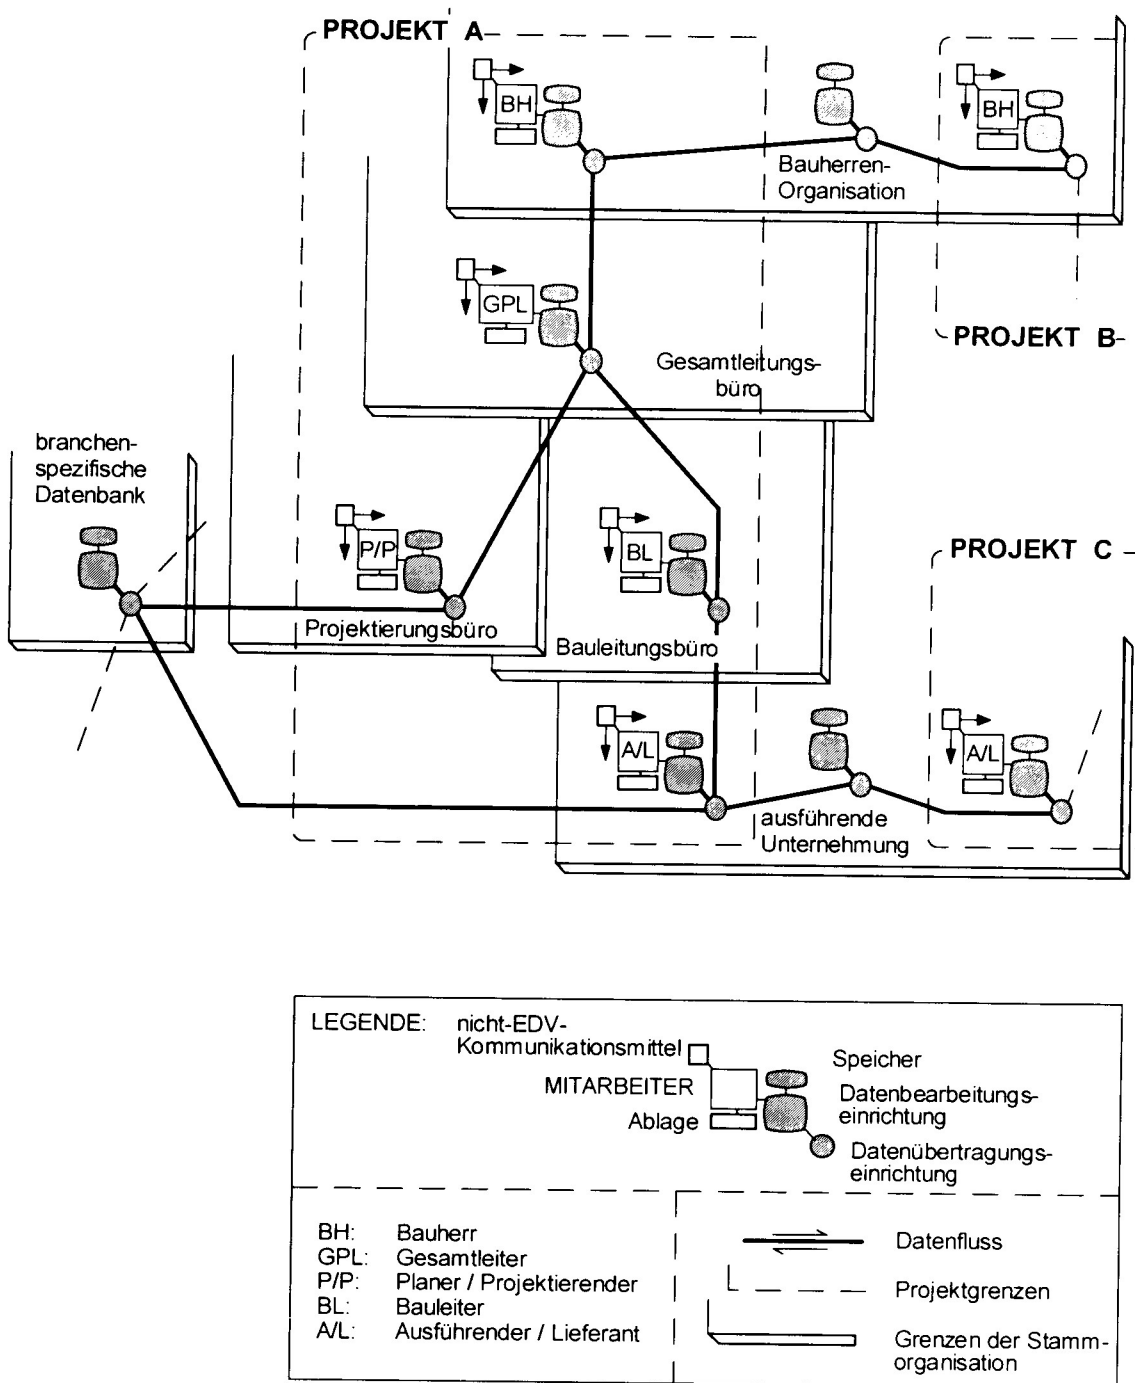 PROJEKT A
BH
BH
Bauherren-
Organisation
GPL
PROJEKT B
Gesamtleitungs-
büro
branchen-
spezifische
Datenbank
P/P
BL
PROJEKT C
Projektierungsbüro
Bauleitungsbüro
A/L
A/L
ausführende
Unternehmung
LEGENDE: nicht-EDV-
Kommunikationsmittel
Speicher
MITARBEITER
Datenbearbeitungs-
einrichtung
Ablage
Datenübertragungs-
einrichtung
BH: Bauherr
GPL: Gesamtleiter
P/P: Planer / Projektierender
BL: Bauleiter
A/L: Ausführender / Lieferant
Datenfluss
Projektgrenzen
Grenzen der Stamm-
organisation